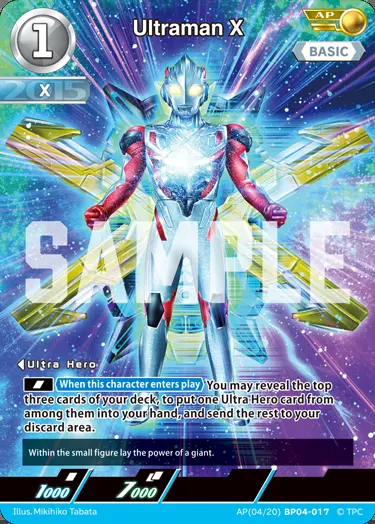 Ultraman X
AP
1
BASIC
2015
X
SAMPLE
Ultra Hero
When this character enters play You may reveal the top
three cards of your deck, to put one Ultra Hero card from
among them into your hand, and send the rest to your
discard area.
Within the small figure lay the power of a giant.
1000 7000
Illus. Mikihiko Tabata AP(04/20) BP04-017 © TPC